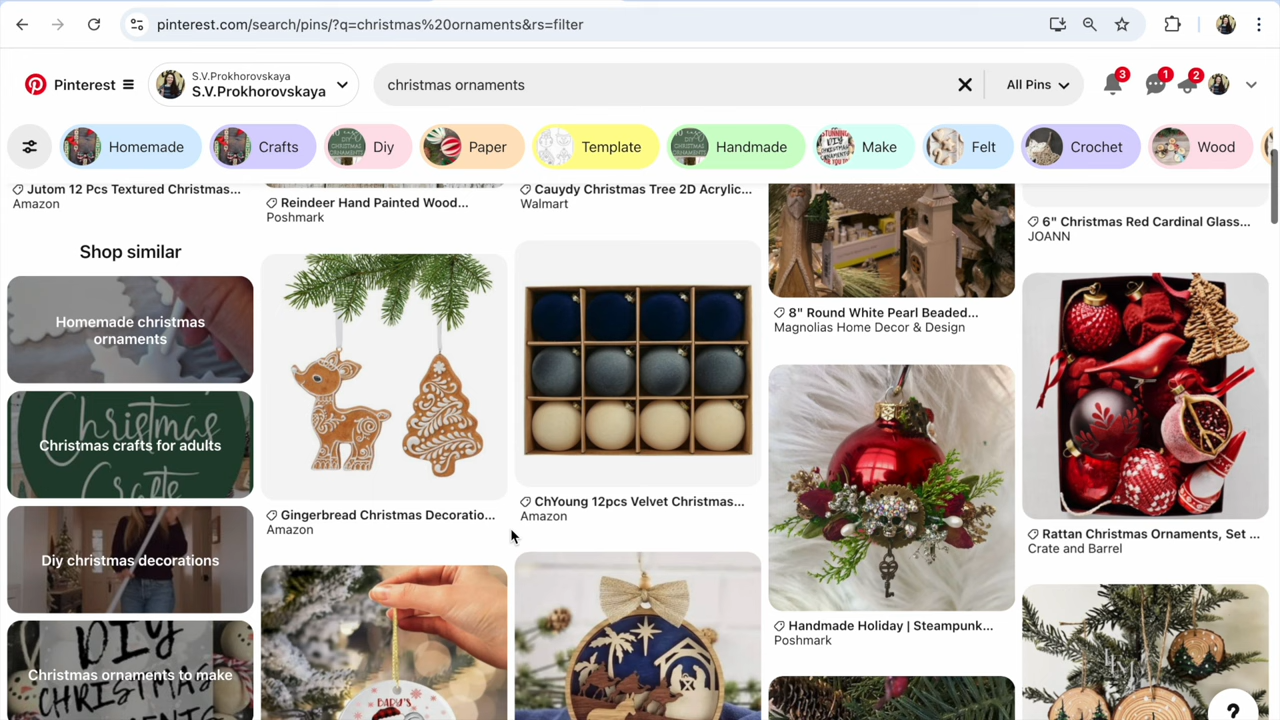 pinterest.com/search/pins/?q=christmas%20ornaments&rs=filter
Pinterest
S.V.Prokhorovskaya
S.V.Prokhorovskaya
christmas ornaments
All Pins
3
1
2
Homemade
Crafts
Diy
Paper
Template
Handmade
Make
Felt
Crochet
Wood
Jutom 12 Pcs Textured Christmas...
Amazon
Shop similar
Homemade christmas
ornaments
Christmas crafts for adults
Diy christmas decorations
Christmas ornaments to make
Reindeer Hand Painted Wood...
Poshmark
Gingerbread Christmas Decoratio...
Amazon
BABY'S
Cauydy Christmas Tree 2D Acrylic...
Walmart
ChYoung 12pcs Velvet Christmas...
Amazon
8" Round White Pearl Beaded...
Magnolias Home Decor & Design
Handmade Holiday | Steampunk...
Poshmark
6" Christmas Red Cardinal Glass...
JOANN
Rattan Christmas Ornaments, Set ...
Crate and Barrel
?